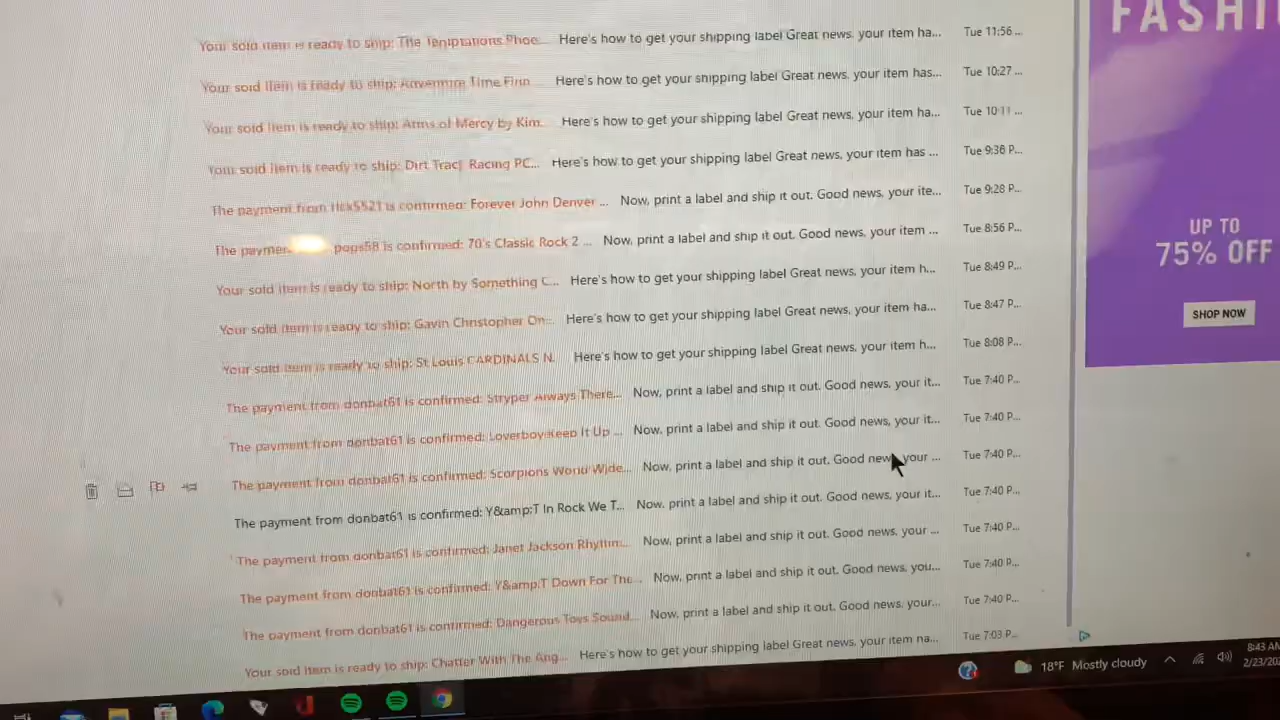 FASHI
Your sold item is ready to ship: The Temptations Phoe... Here's how to get your shipping label Great news, your item ha... Tue 11:56 ...
Your sold item is ready to ship: Adventure Time Finn ... Here's how to get your shipping label Great news, your item has... Tue 10:27 ...
Your sold item is ready to ship: Arms of Mercy by Kim... Here's how to get your shipping label Great news, your item ha... Tue 10:11 ...
Your sold item is ready to ship: Dirt Track Racing PC... Here's how to get your shipping label Great news, your item has ... Tue 9:36 P...
The payment from rick5521 is confirmed: Forever John Denver ... Now, print a label and ship it out. Good news, your ite... Tue 9:28 P...
The paymen pops58 is confirmed: 70's Classic Rock 2 ... Now, print a label and ship it out. Good news, your item ... Tue 8:56 P...
Your sold item is ready to ship: North by Something C... Here's how to get your shipping label Great news, your item h... Tue 8:49 P...
Your sold item is ready to ship: Gavin Christopher On... Here's how to get your shipping label Great news, your item ha... Tue 8:47 P...
Your sold item is ready to ship: St Louis CARDINALS N... Here's how to get your shipping label Great news, your item h... Tue 8:08 P...
The payment from donbat61 is confirmed: Stryper Always There... Now, print a label and ship it out. Good news, your it... Tue 7:40 P...
The payment from donbat61 is confirmed: Loverboy Keep It Up ... Now, print a label and ship it out. Good news, your it... Tue 7:40 P...
The payment from donbat61 is confirmed: Scorpions World Wide... Now, print a label and ship it out. Good news, your ... Tue 7:40 P...
The payment from donbat61 is confirmed: Y&amp;T In Rock We T... Now, print a label and ship it out. Good news, your it... Tue 7:40 P...
The payment from donbat61 is confirmed: Janet Jackson Rhythm... Now, print a label and ship it out. Good news, your ... Tue 7:40 P...
The payment from donbat61 is confirmed: Y&amp;T Down For The... Now, print a label and ship it out. Good news, you... Tue 7:40 P...
The payment from donbat61 is confirmed: Dangerous Toys Sound... Now, print a label and ship it out. Good news, your... Tue 7:40 P...
Your sold item is ready to ship: Chatter With The Ang... Here's how to get your shipping label Great news, your item ha... Tue 7:03 P...
UP TO
75% OFF
SHOP NOW
18°F Mostly cloudy
8:43 AM
2/23/202